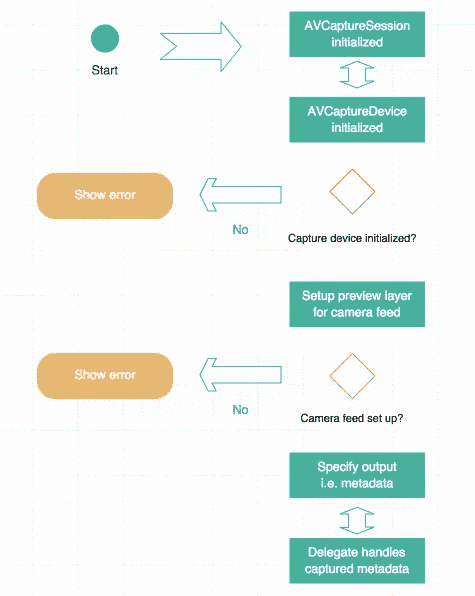 AVCaptureSession
initialized
Start
AVCaptureDevice
initialized
Show error
No
Capture device initialized?
Setup preview layer
for camera feed
Show error
No
Camera feed set up?
Specify output
i.e. metadata
Delegate handles
captured metadata